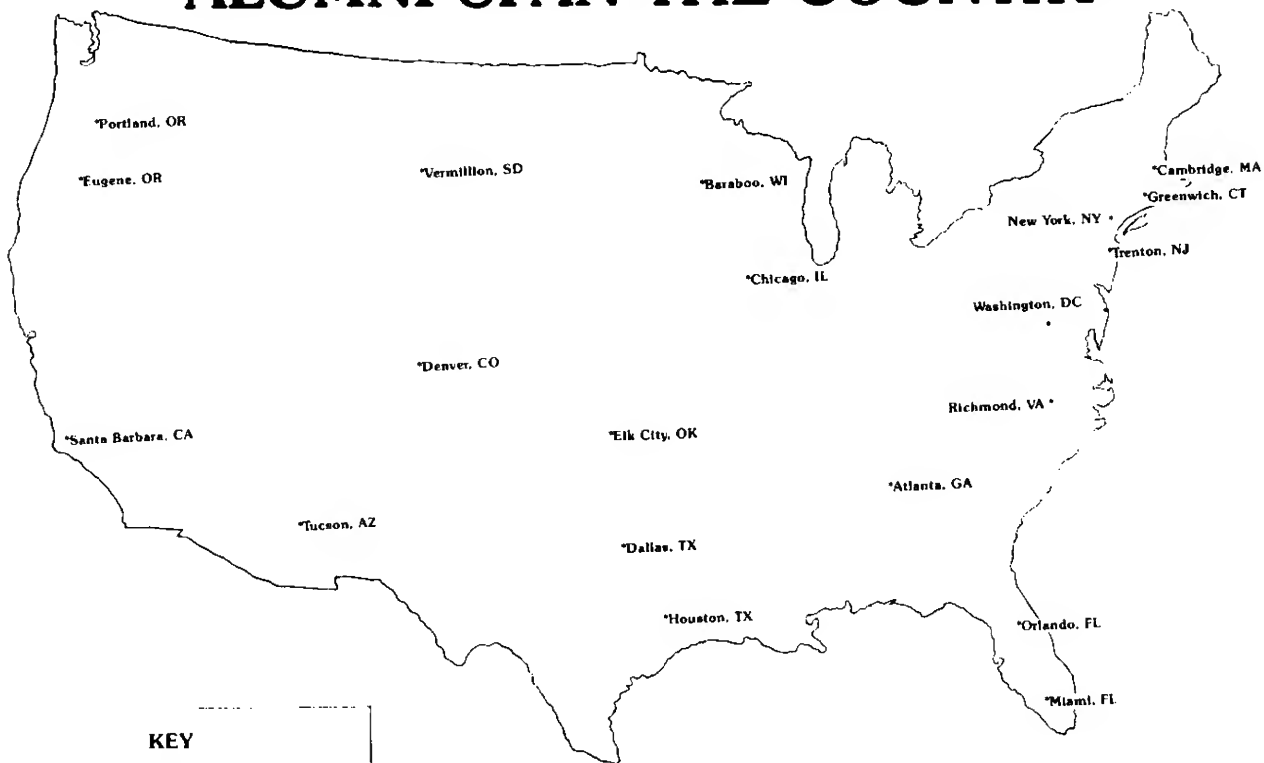 ALUMNI SPAN THE COUNTRY
*Portland, OR
*Eugene, OR
*Vermillion, SD
*Baraboo, WI
*Cambridge, MA
*Greenwich, CT
New York, NY
*Trenton, NJ
*Chicago, IL
Washington, DC
*Denver, CO
Richmond, VA
*Santa Barbara, CA
*Elk City, OK
*Atlanta, GA
*Tucson, AZ
*Dallas, TX
*Houston, TX
*Orlando, FL
*Miami, FL
KEY